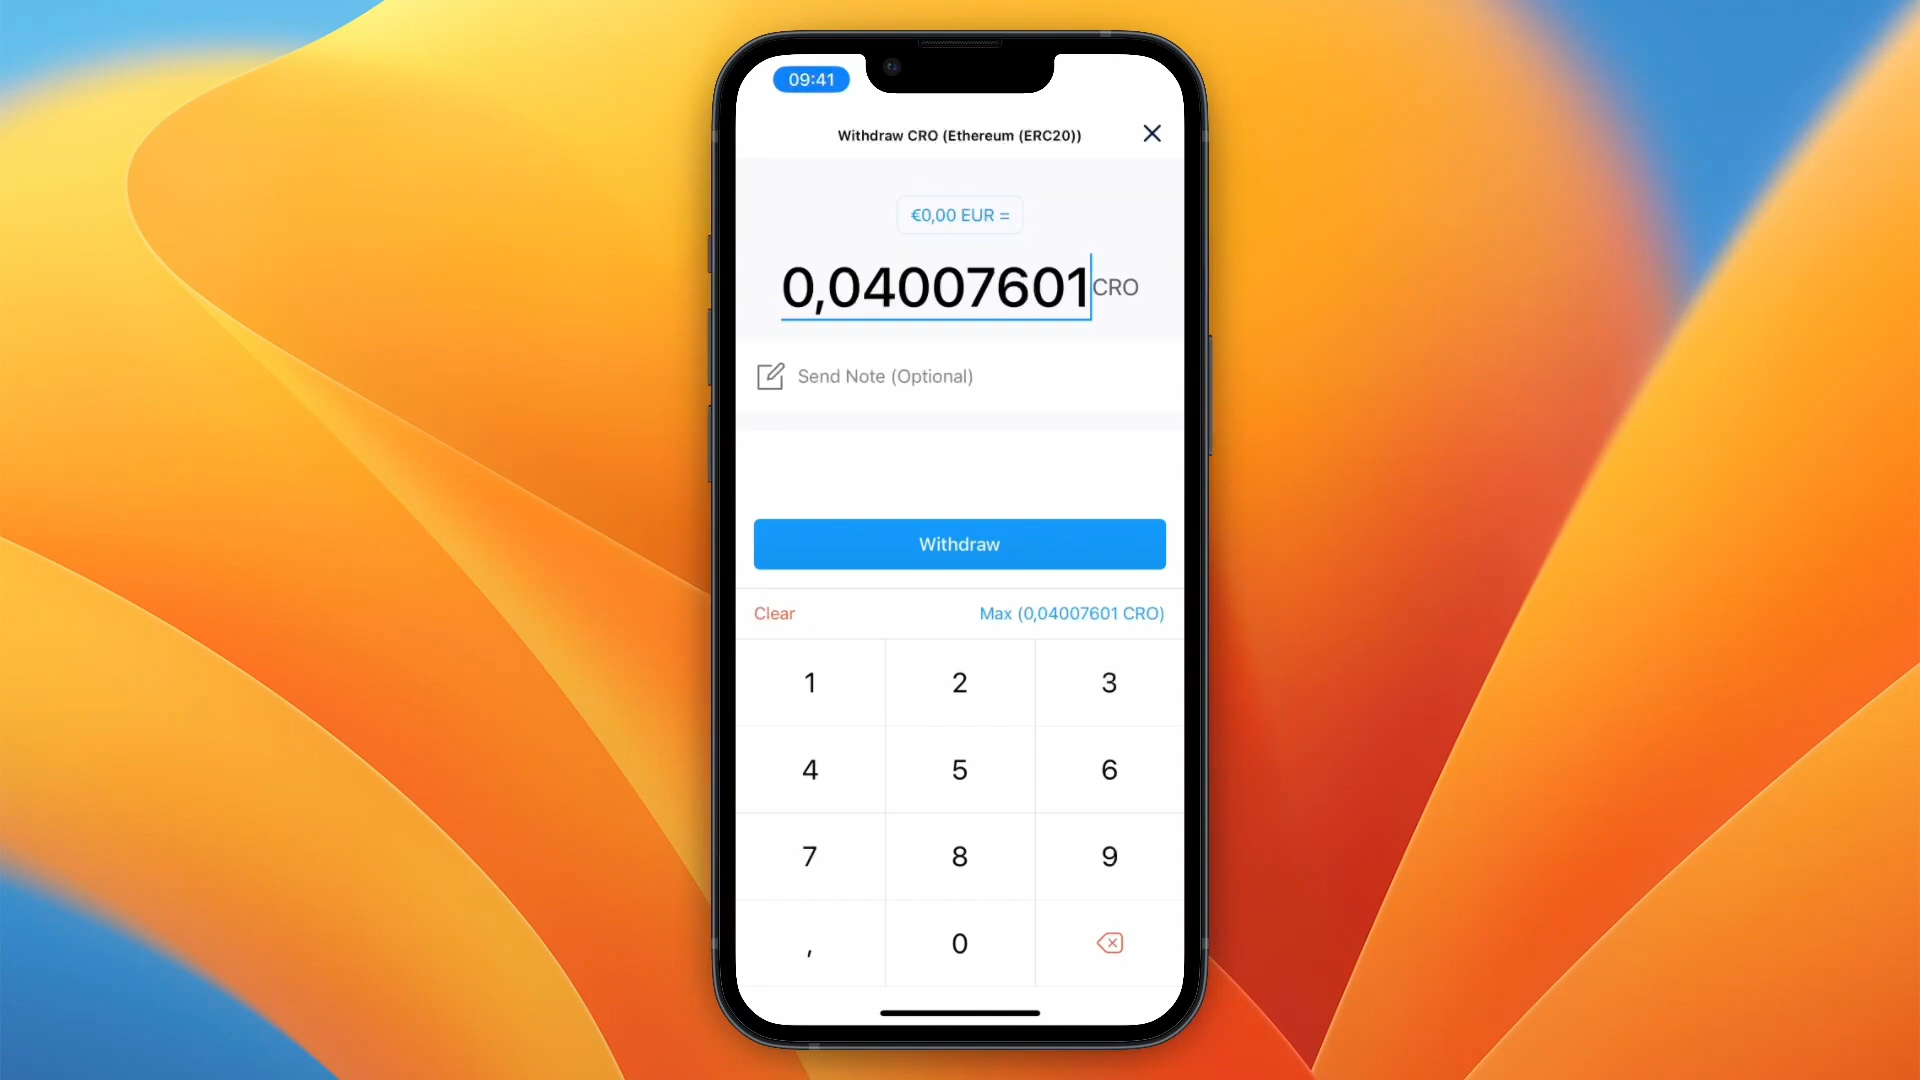 09:41
Withdraw CRO (Ethereum (ERC20))
€0,00 EUR =
0,04007601 CRO
Send Note (Optional)
Withdraw
Clear Max (0,04007601 CRO)
1 2 3
4 5 6
7 8 9
, 0